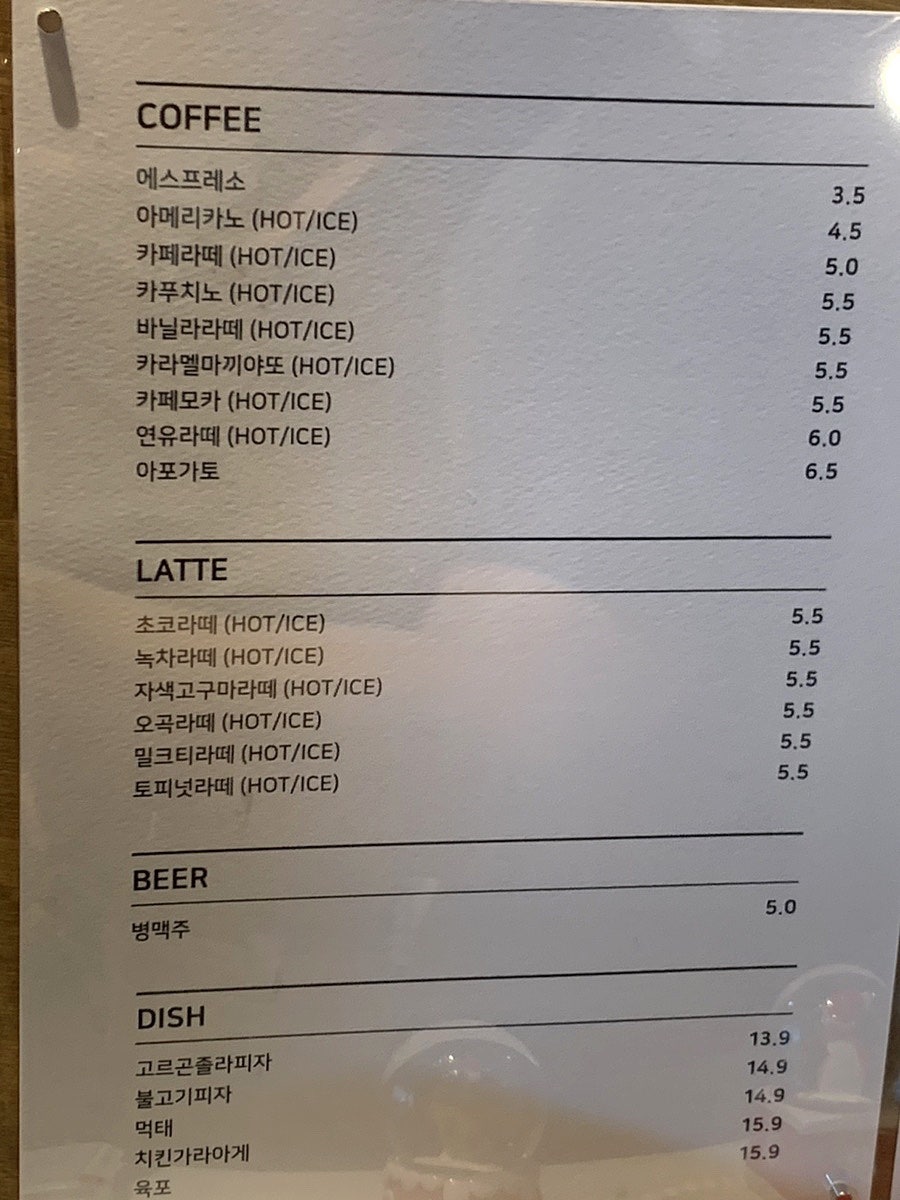 COFFEE
에스프레소 3.5
아메리카노 (HOT/ICE) 4.5
카페라떼 (HOT/ICE) 5.0
카푸치노 (HOT/ICE) 5.5
바닐라라떼 (HOT/ICE) 5.5
카라멜마끼야또 (HOT/ICE) 5.5
카페모카 (HOT/ICE) 5.5
연유라떼 (HOT/ICE) 6.0
아포가토 6.5
LATTE
초코라떼 (HOT/ICE) 5.5
녹차라떼 (HOT/ICE) 5.5
자색고구마라떼 (HOT/ICE) 5.5
오곡라떼 (HOT/ICE) 5.5
밀크티라떼 (HOT/ICE) 5.5
토피넛라떼 (HOT/ICE) 5.5
BEER
병맥주 5.0
DISH
고르곤졸라피자 13.9
불고기피자 14.9
먹태 14.9
치킨가라아게 15.9
육포 15.9